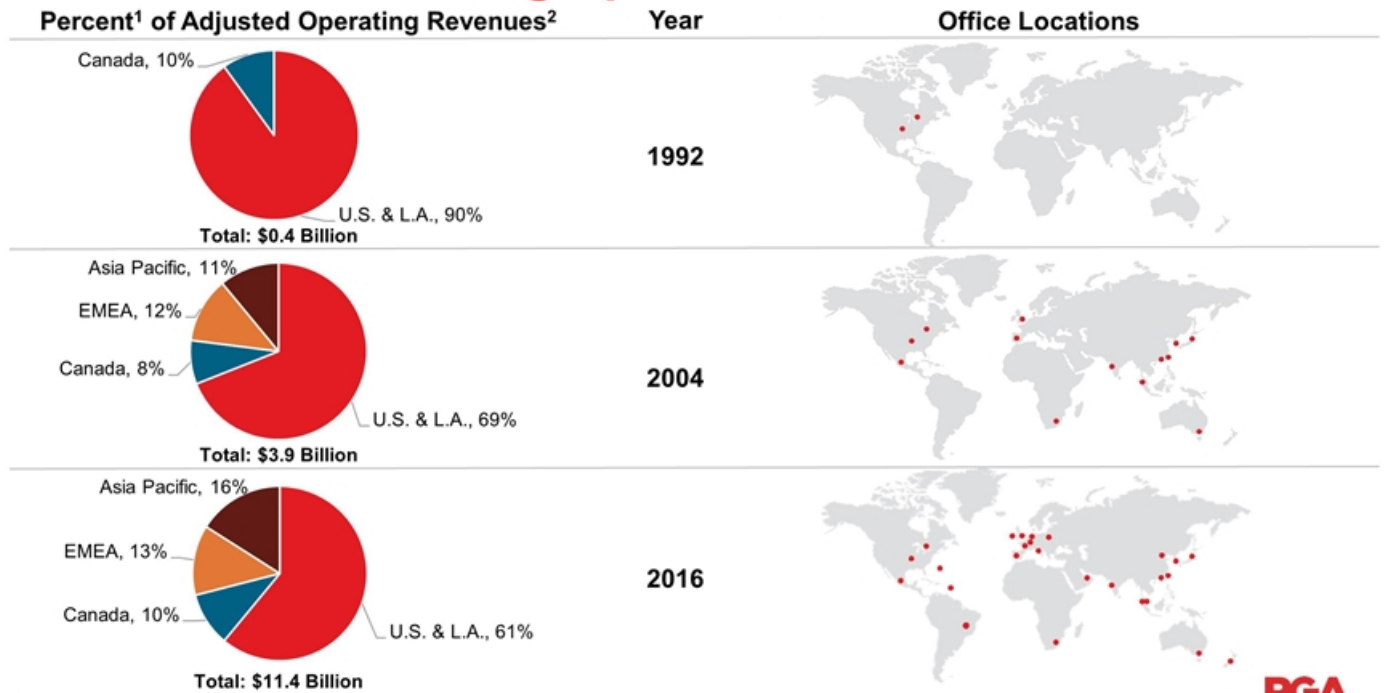 Percent¹ of Adjusted Operating Revenues² Year Office Locations
Canada, 10%
1992
U.S. & L.A., 90%
Total: $0.4 Billion
Asia Pacific, 11%
EMEA, 12%
Canada, 8%
2004
U.S. & L.A., 69%
Total: $3.9 Billion
Asia Pacific, 16%
EMEA, 13%
2016
Canada, 10%
U.S. & L.A., 61%
Total: $11.4 Billion